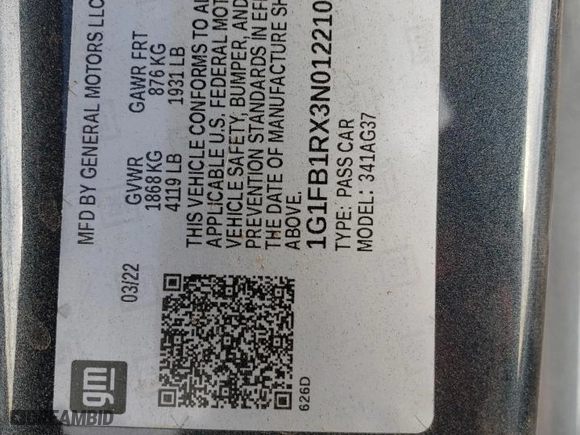 MFD BY GENERAL MOTORS LLC
03/22
GVWR
1868 KG
4119 LB
GAWR FRT
876 KG
1931 LB
THIS VEHICLE CONFORMS TO
APPLICABLE U.S. FEDERAL
VEHICLE SAFETY, BUMPER, AND
PREVENTION STANDARDS IN
THE DATE OF MANUFACTURE
ABOVE.
1G1FB1RX3N012210
TYPE: PASS CAR
MODEL: 341AG37
gm
626D